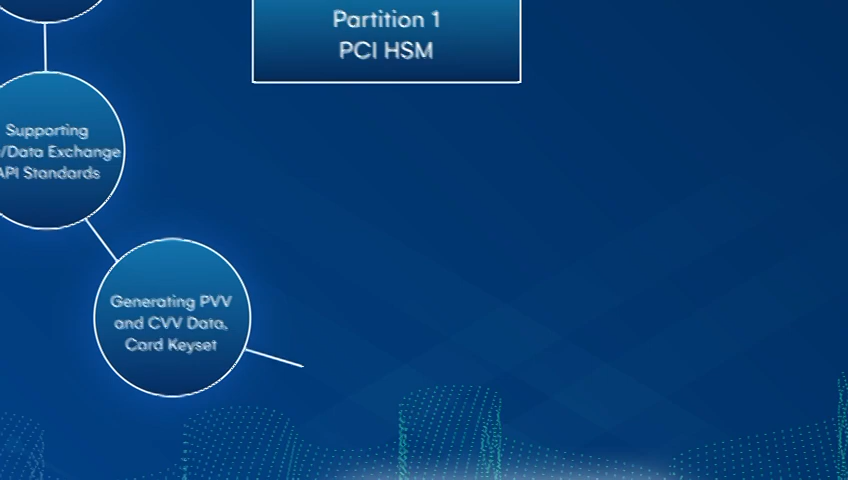 Partition 1
PCI HSM
Supporting
/Data Exchange
API Standards
Generating PVV
and CVV Data,
Card Keyset